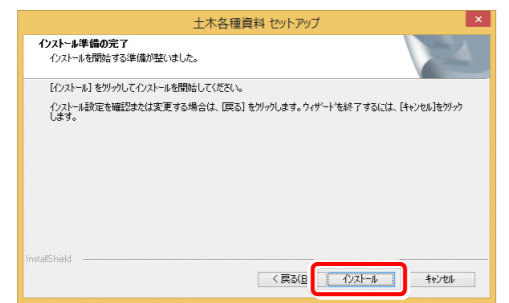 土木各種資料 セットアップ
インストール準備の完了
インストールを開始する準備が整いました。
[インストール] をクリックしてインストールを開始してください。
インストール設定を確認または変更する場合は、[戻る] をクリックします。ウィザードを終了するには、[キャンセル]をクリック
します。
InstallShield
< 戻る(B インストール キャンセル